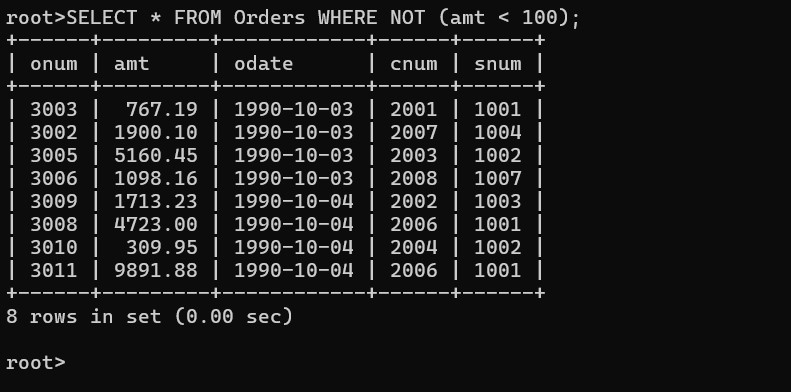 root>SELECT * FROM Orders WHERE NOT (amt < 100);
+------+---------+------------+------+------+
| onum | amt     | odate      | cnum | snum |
+------+---------+------------+------+------+
| 3003 |  767.19 | 1990-10-03 | 2001 | 1001 |
| 3002 | 1900.10 | 1990-10-03 | 2007 | 1004 |
| 3005 | 5160.45 | 1990-10-03 | 2003 | 1002 |
| 3006 | 1098.16 | 1990-10-03 | 2008 | 1007 |
| 3009 | 1713.23 | 1990-10-04 | 2002 | 1003 |
| 3008 | 4723.00 | 1990-10-04 | 2006 | 1001 |
| 3010 |  309.95 | 1990-10-04 | 2004 | 1002 |
| 3011 | 9891.88 | 1990-10-04 | 2006 | 1001 |
+------+---------+------------+------+------+
8 rows in set (0.00 sec)
root>